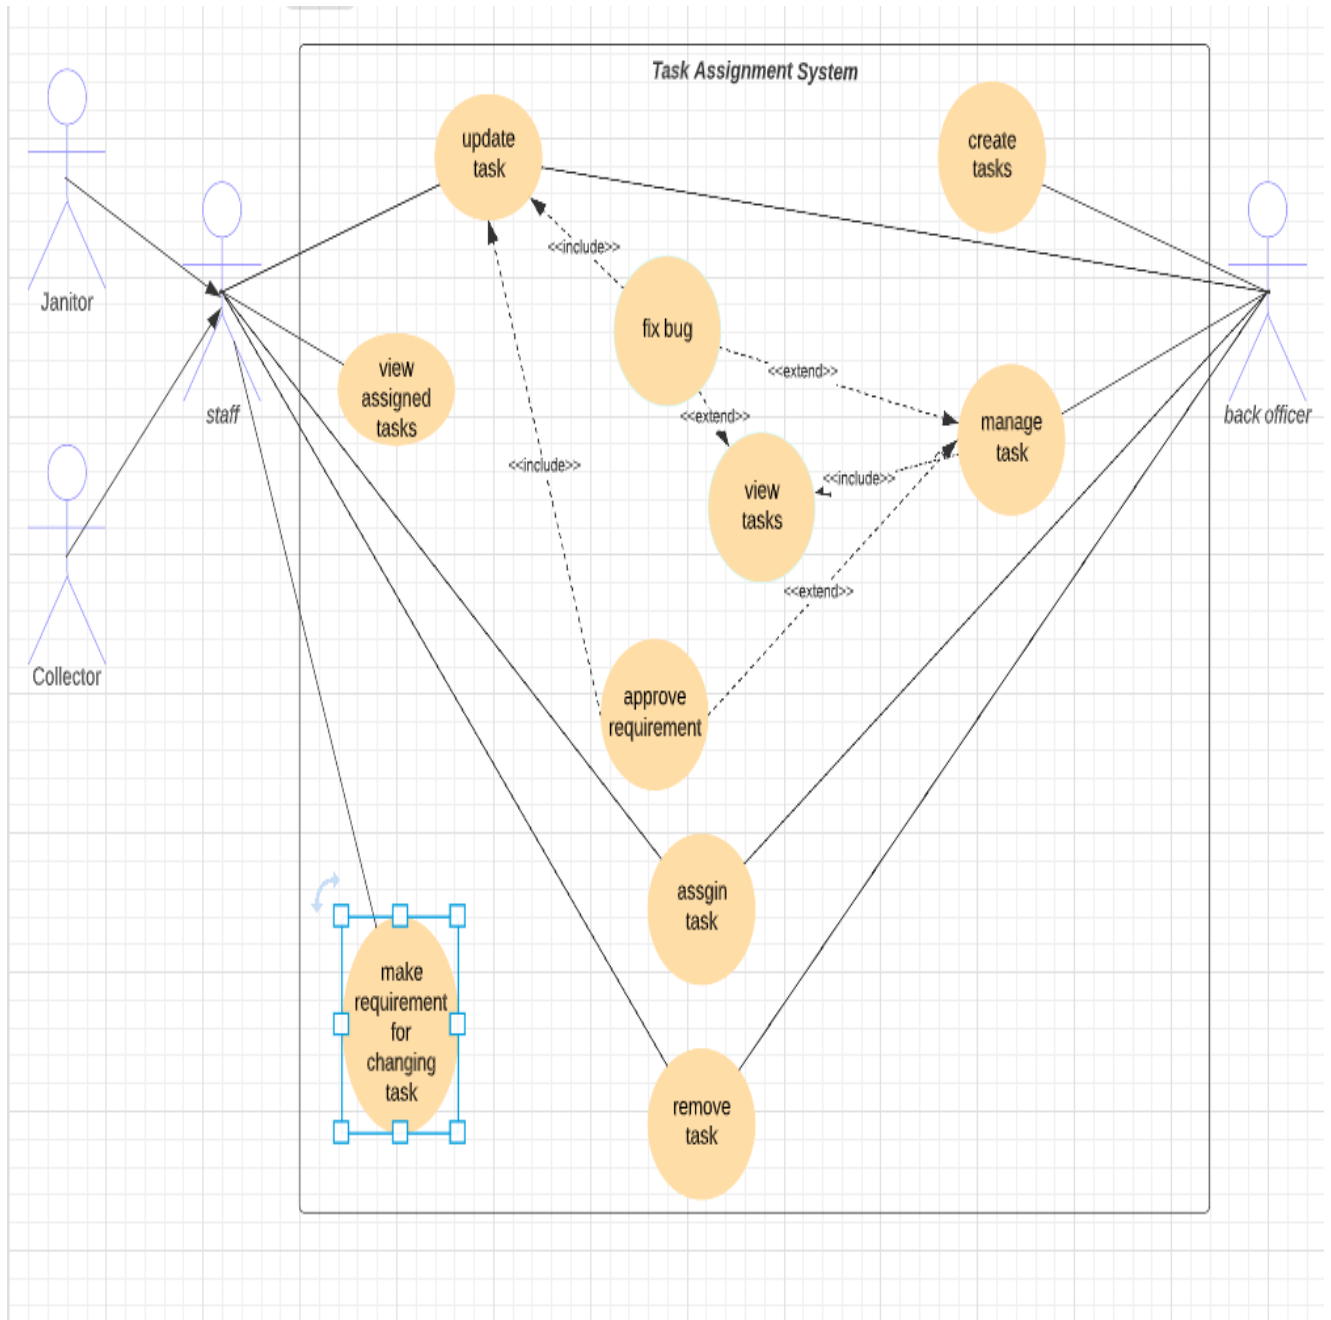 Task Assignment System
update
task
create
tasks
<<include>>
Janitor
fix bug
<<extend>>
view
assigned
tasks
staff
<<extend>>
back officer
manage
task
<<include>>
<<include>>
view
tasks
<<extend>>
Collector
approve
requirement
assgin
task
make
requirement
for
changing
task
remove
task